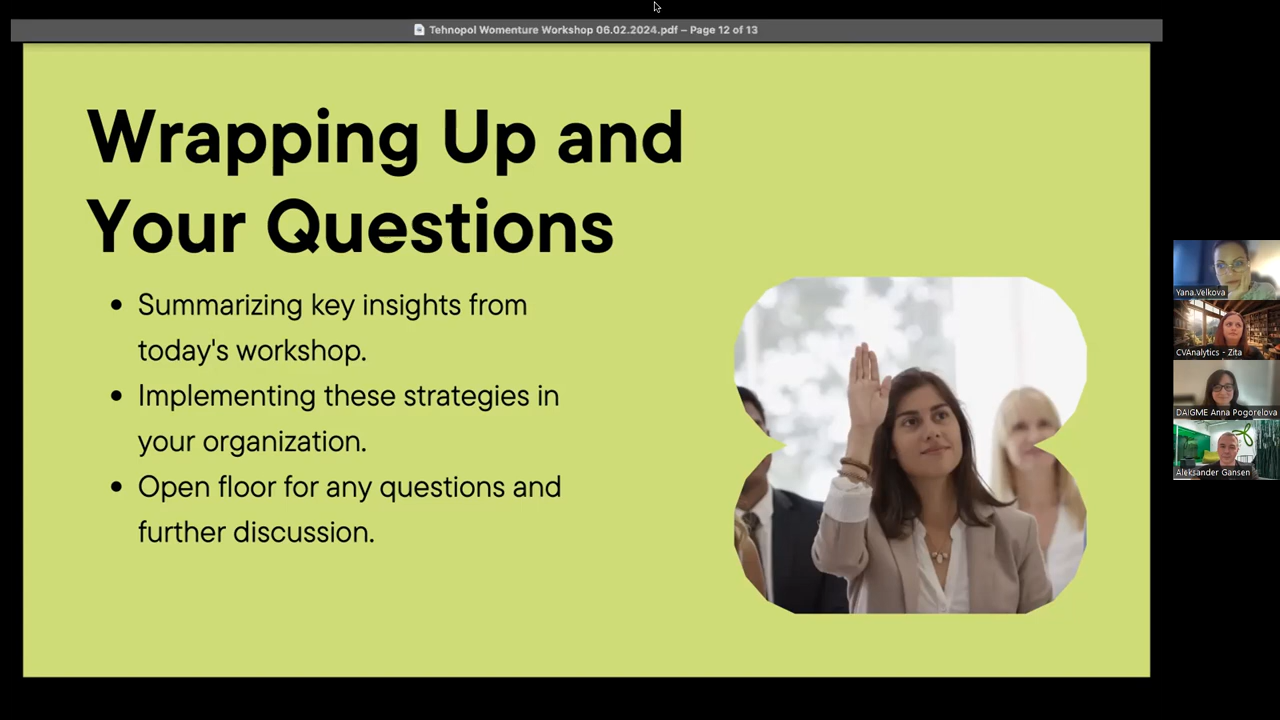 Tehnopol Womenture Workshop 06.02.2024.pdf – Page 12 of 13
Wrapping Up and
Your Questions
• Summarizing key insights from
today's workshop.
• Implementing these strategies in
your organization.
• Open floor for any questions and
further discussion.
Yana Velkova
CVAnalytics - Zita
DAIGME Anna Pogorelova
Aleksander Gansen